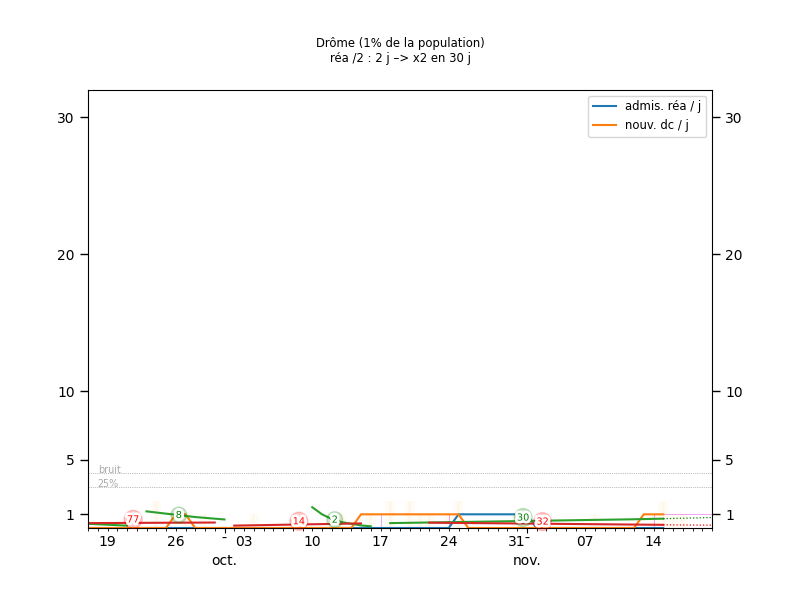 Drôme (1% de la population)
réa /2 : 2 j –> x2 en 30 j
admis. réa / j
nouv. dc / j
30 30
20 20
10 10
5 5
bruit
25%
1 1
77 8 14 2 30 32
19 26 - 03 10 17 24 31- 07 14
oct. nov.